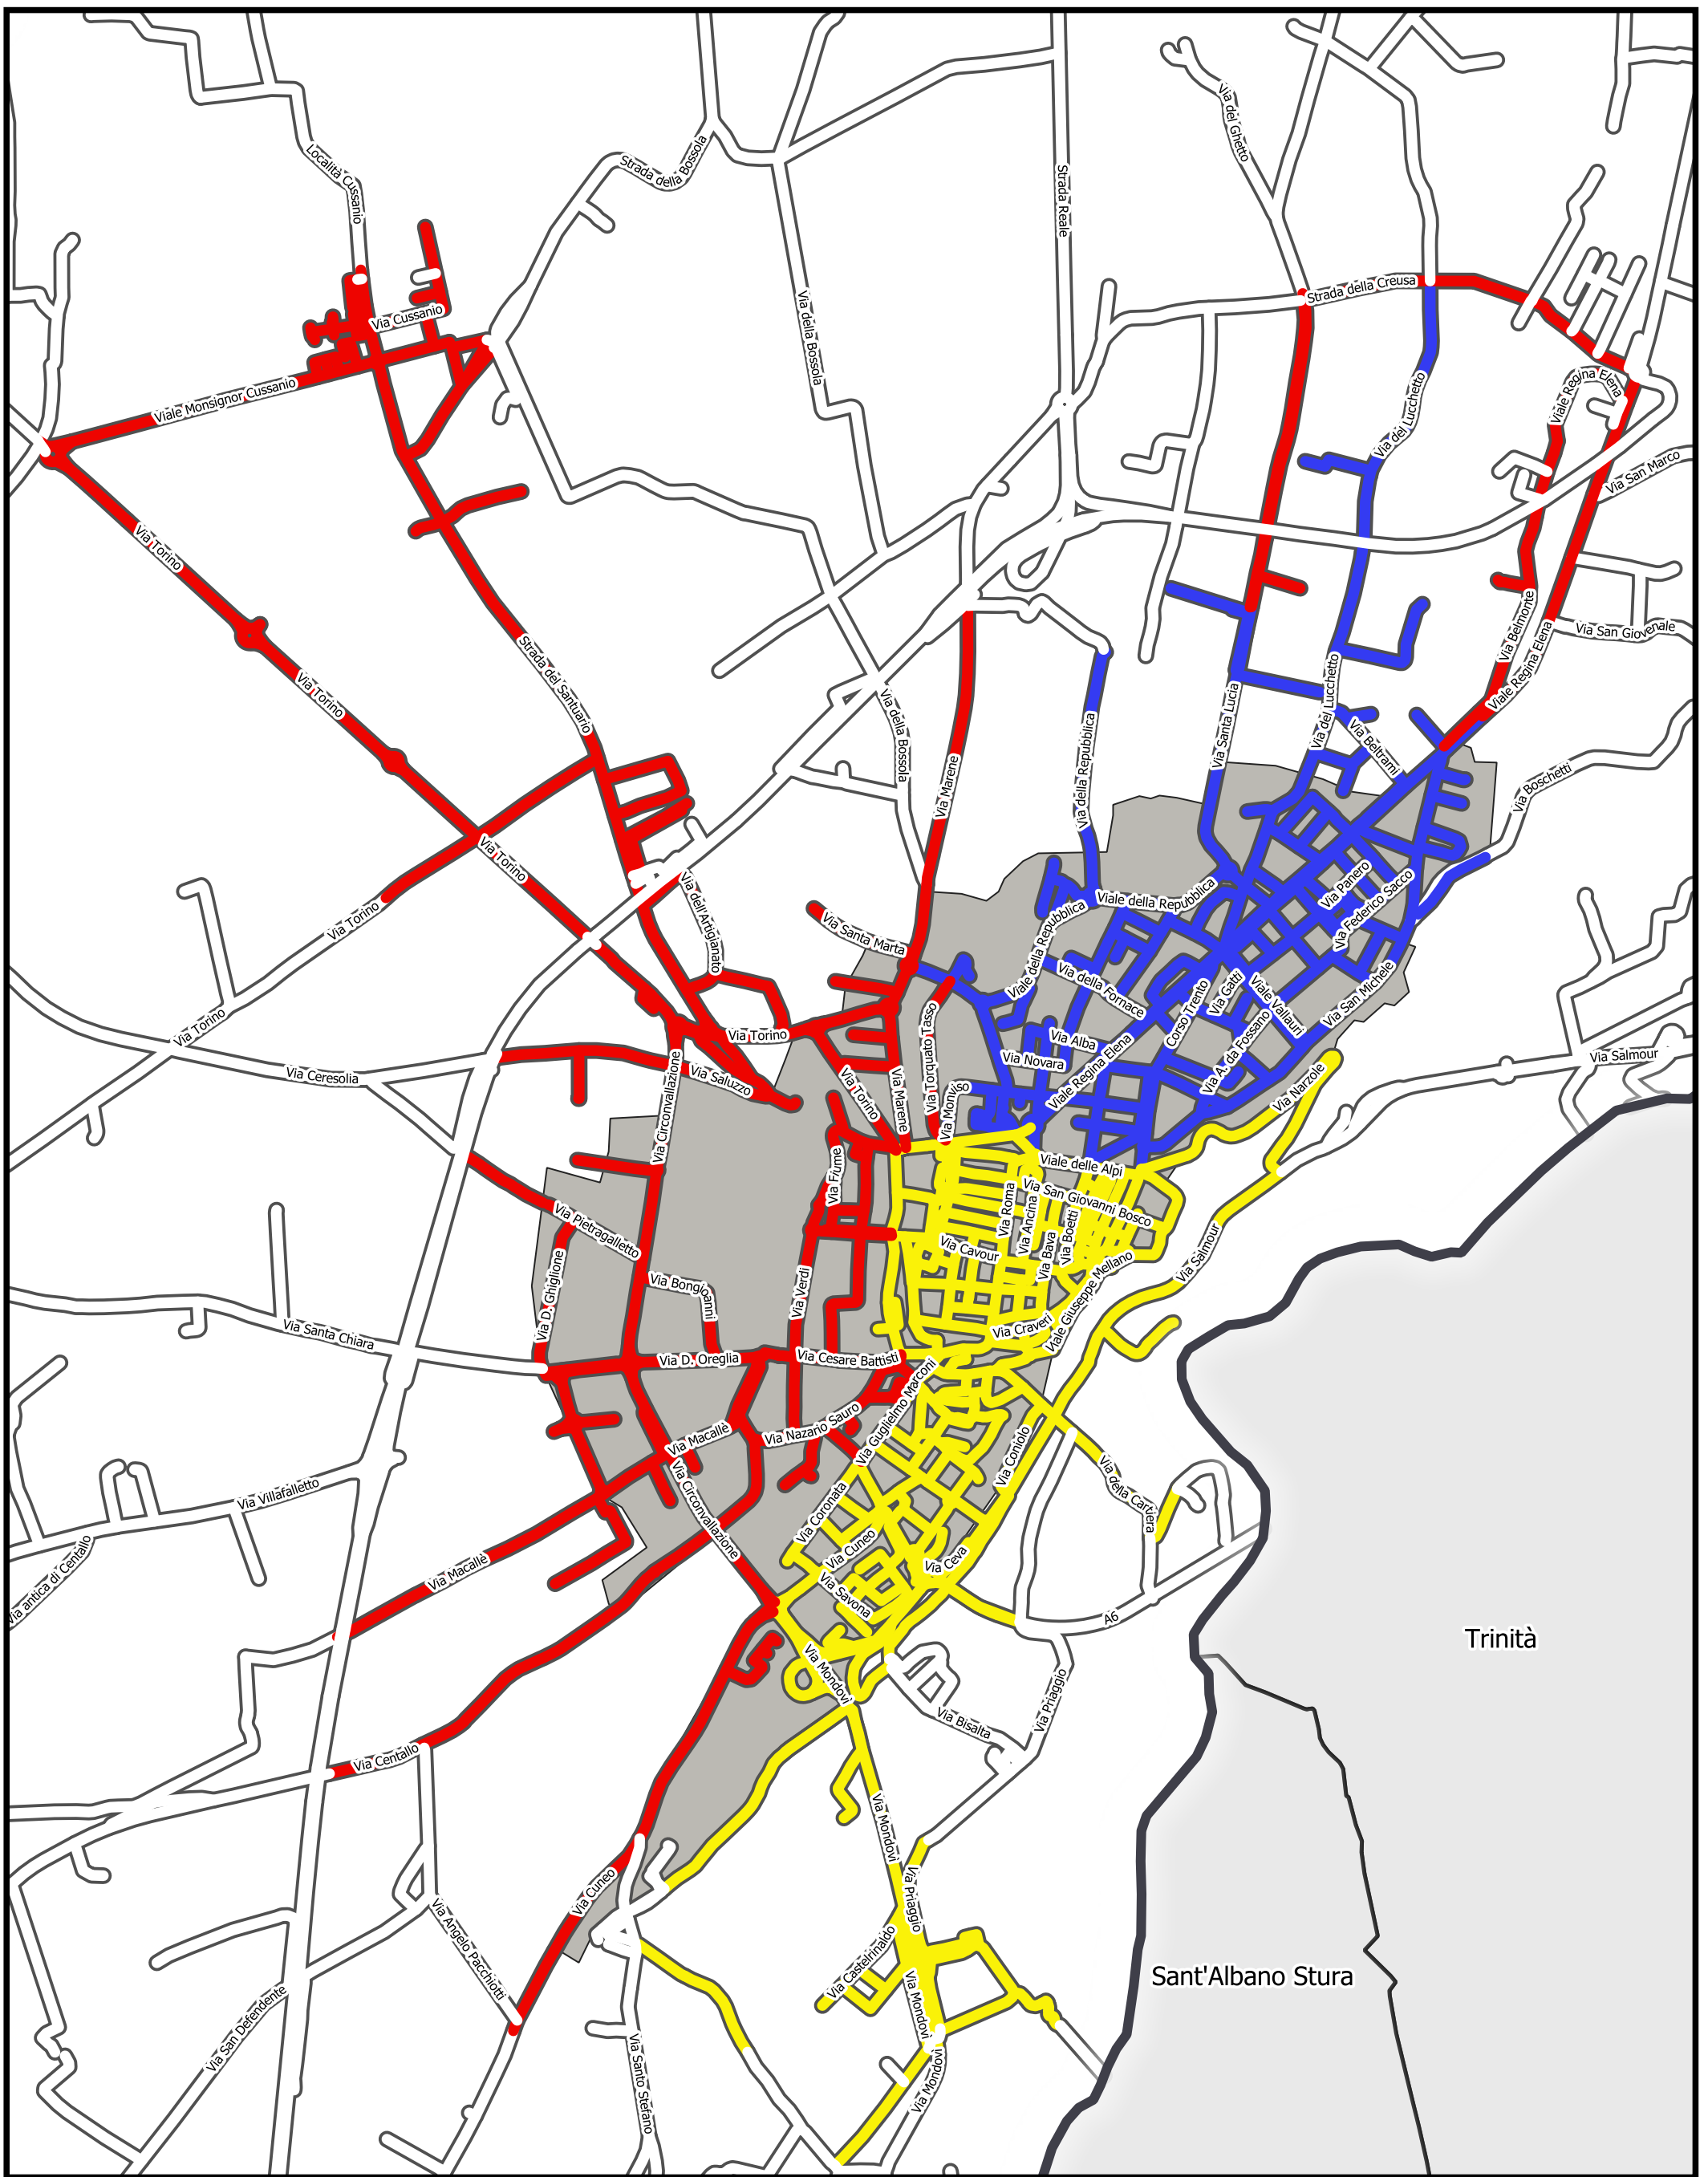 Via del Ghetto
Località Cussanio
Strada della Bossola
Strada Reale
Strada della Creusa
Via Cussanio
Via della Bossola
Viale Monsignor Cussanio
Viale Regina Elena
Via del Lucchetto
Via San Marco
Via Torino
Via Belmonte
Via San Giovenale
Via Torino
Strada del Santuario
Viale Regina Elena
Via del Lucchetto
Via Santa Lucia
Via della Bossola
Via della Repubblica
Via Beltrami
Via Marene
Via Boschetti
Via Torino
Via dell'Artigianato
Via Panero
Via Torino
Viale della Repubblica
Via Federico Sacco
Via Santa Marta
Viale della Repubblica
Via della Fornace
Via Gatti
Viale Vallauri
Via San Michele
Corso Trento
Via Torino
Via Torino
Via Torquato Tasso
Via Alba
Via A. da Fossano
Via Salmour
Via Novara
Viale Regina Elena
Via Ceresolia
Via Saluzzo
Via Torino
Via Marene
Via Monviso
Via Narzole
Via Circonvallazione
Viale delle Alpi
Via Fiume
Via San Giovanni Bosco
Via Roma
Via Ancina
Via Boetti
Via Bava
Via Pietragalletto
Via Cavour
Via Salmour
Via D. Ghiglione
Via Bongioanni
Via Verdi
Viale Giuseppe Mellano
Via Santa Chiara
Via Craveri
Via D. Oreglia
Via Cesare Battisti
Via Guglielmo Marconi
Via Nazario Sauro
Via Macallè
Via Coniolo
Via Villafalletto
Via Circonvallazione
Via della Cartiera
Via Coronata
Via antica di Centallo
Via Macallè
Via Cuneo
Via Ceva
Via Savona
A6
Trinità
Via Mondovì
Via Priaggio
Via Bisalta
Via Centallo
Via Mondovì
Via Cuneo
Via Priaggio
Via Angelo Pacchiotti
Via Castelrinaldo
Sant'Albano Stura
Via Mondovì
Via San Defendente
Via Santo Stefano
Via Mondovì